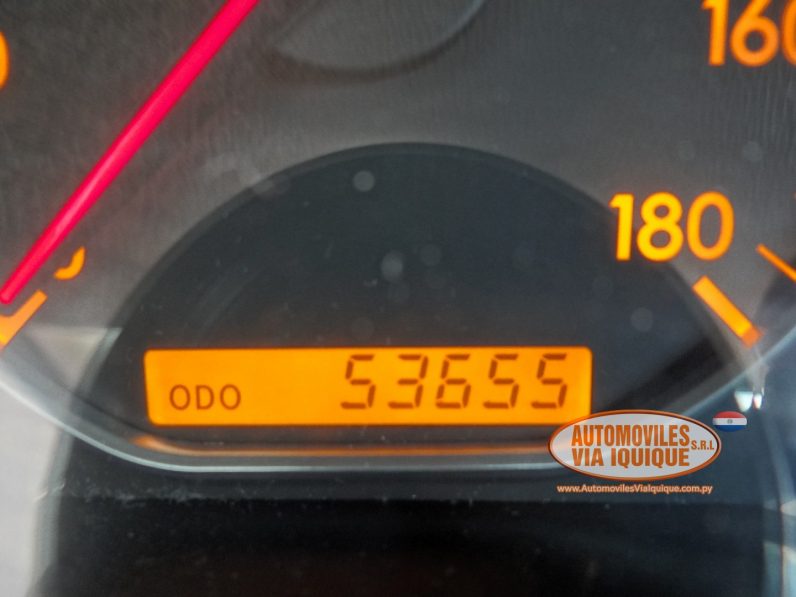 160
180
ODO 53655
AUTOMOVILES
VIA IQUIQUE S.R.L
www.AutomovilesViaIquique.com.py